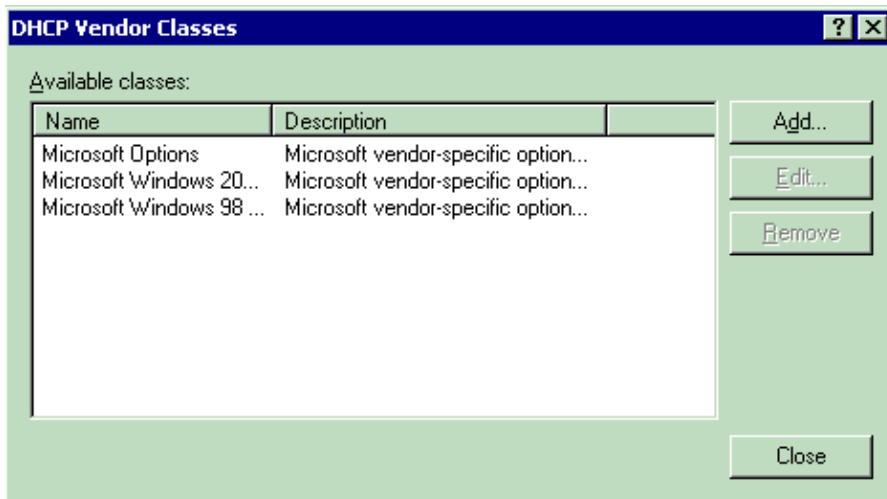 DHCP Vendor Classes
Available classes:
Name Description
Microsoft Options Microsoft vendor-specific option...
Microsoft Windows 20... Microsoft vendor-specific option...
Microsoft Windows 98 ... Microsoft vendor-specific option...
Add...
Edit...
Remove
Close